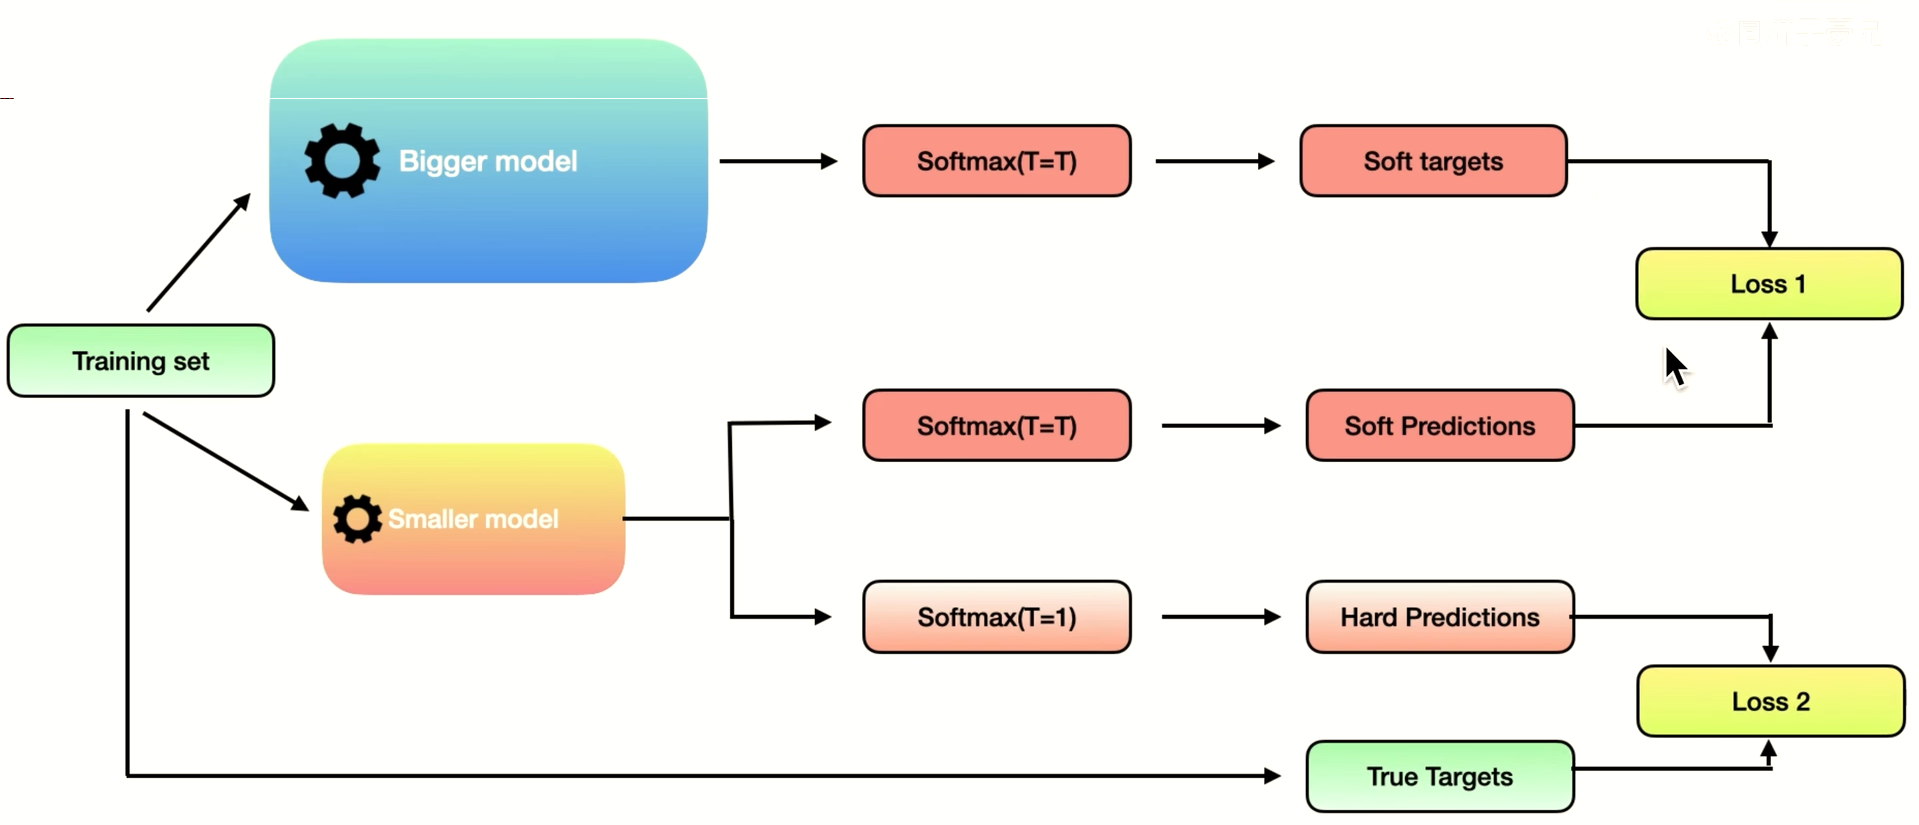 Bigger model
Softmax(T=T)
Soft targets
Loss 1
Training set
Softmax(T=T)
Soft Predictions
Smaller model
Softmax(T=1)
Hard Predictions
Loss 2
True Targets